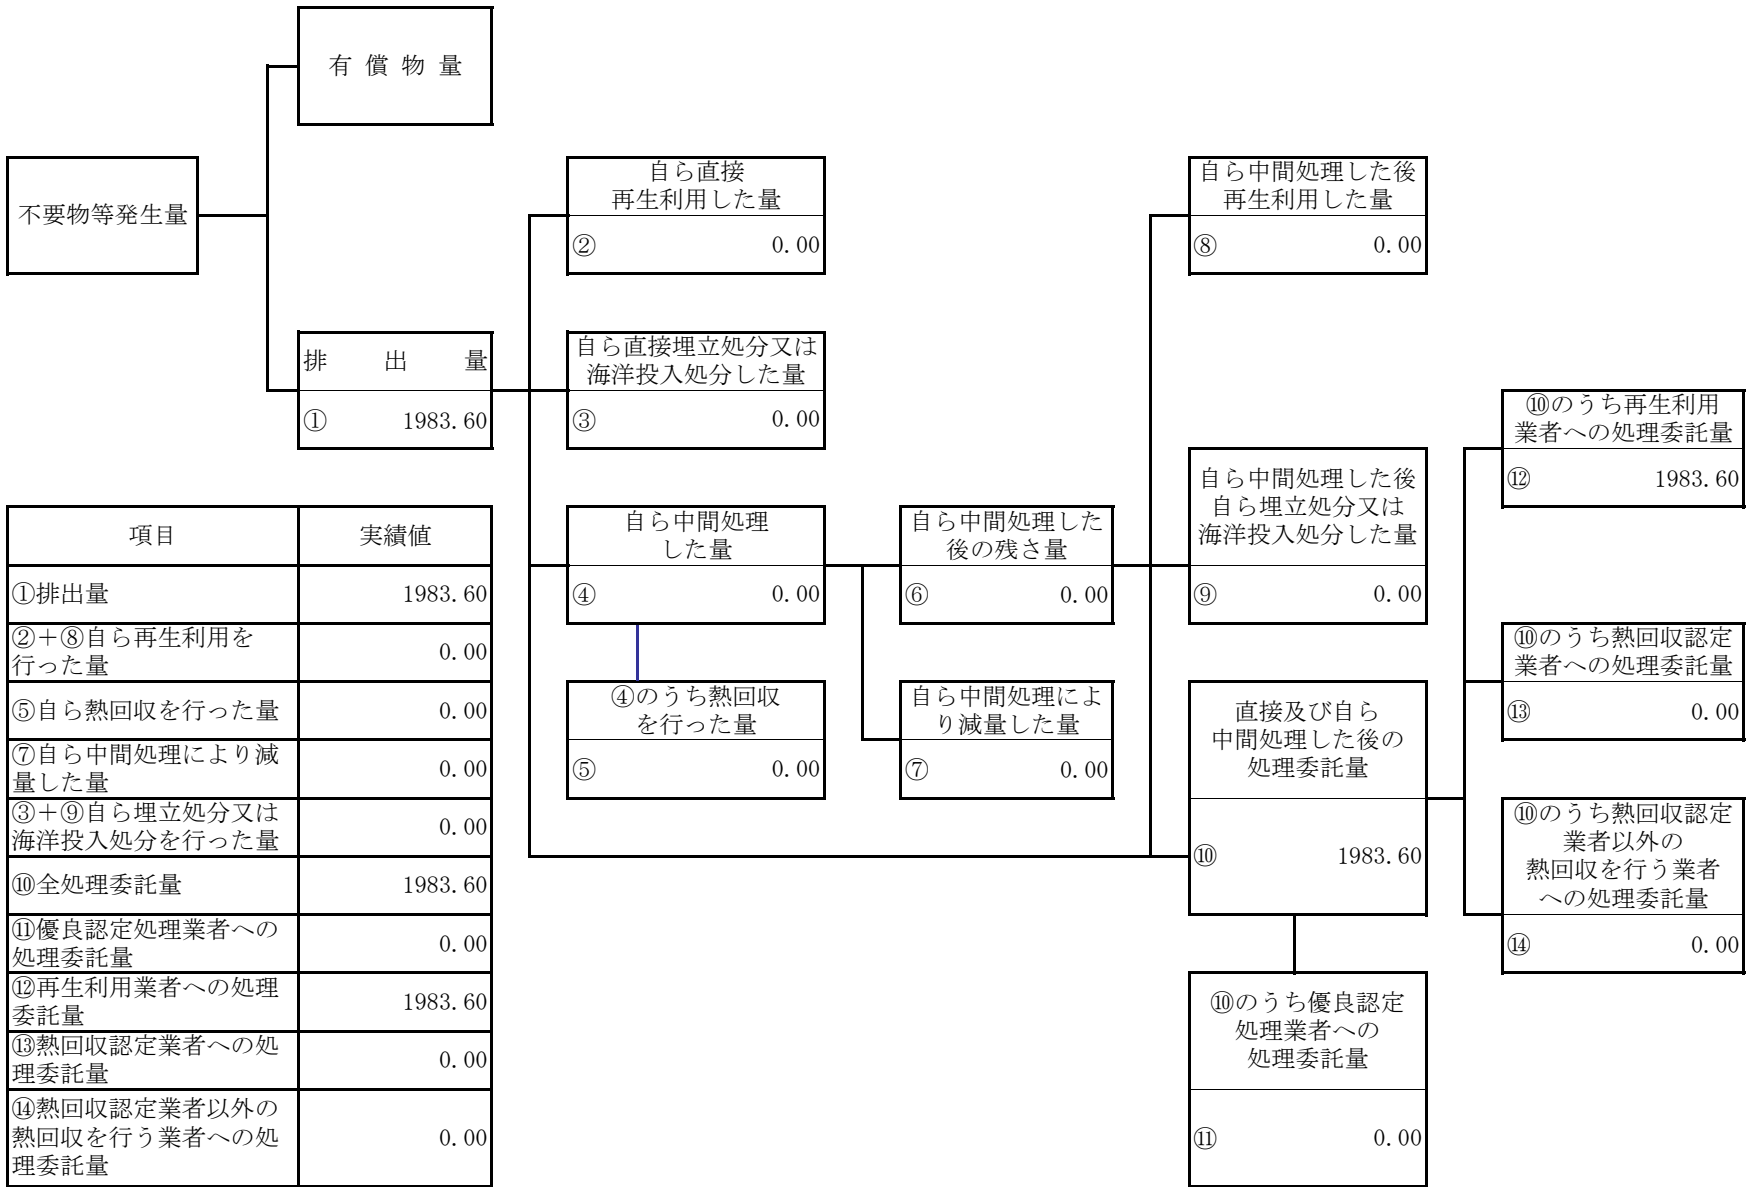 有償物量
不要物等発生量
排出量
① 1983.60
自ら直接
再生利用した量
② 0.00
自ら直接埋立処分又は
海洋投入処分した量
③ 0.00
自ら中間処理
した量
④ 0.00
④のうち熱回収
を行った量
⑤ 0.00
自ら中間処理した
後の残さ量
⑥ 0.00
自ら中間処理によ
り減量した量
⑦ 0.00
自ら中間処理した後
再生利用した量
⑧ 0.00
自ら中間処理した後
自ら埋立処分又は
海洋投入処分した量
⑨ 0.00
直接及び自ら
中間処理した後の
処理委託量
⑩ 1983.60
⑩のうち優良認定
処理業者への
処理委託量
⑪ 0.00
⑩のうち再生利用
業者への処理委託量
⑫ 1983.60
⑩のうち熱回収認定
業者への処理委託量
⑬ 0.00
⑩のうち熱回収認定
業者以外の
熱回収を行う業者
への処理委託量
⑭ 0.00
項目 実績値
①排出量 1983.60
②+⑧自ら再生利用を
行った量 0.00
⑤自ら熱回収を行った量 0.00
⑦自ら中間処理により減
量した量 0.00
③+⑨自ら埋立処分又は
海洋投入処分を行った量 0.00
⑩全処理委託量 1983.60
⑪優良認定処理業者への
処理委託量 0.00
⑫再生利用業者への処理
委託量 1983.60
⑬熱回収認定業者への処
理委託量 0.00
⑭熱回収認定業者以外の
熱回収を行う業者への処
理委託量 0.00